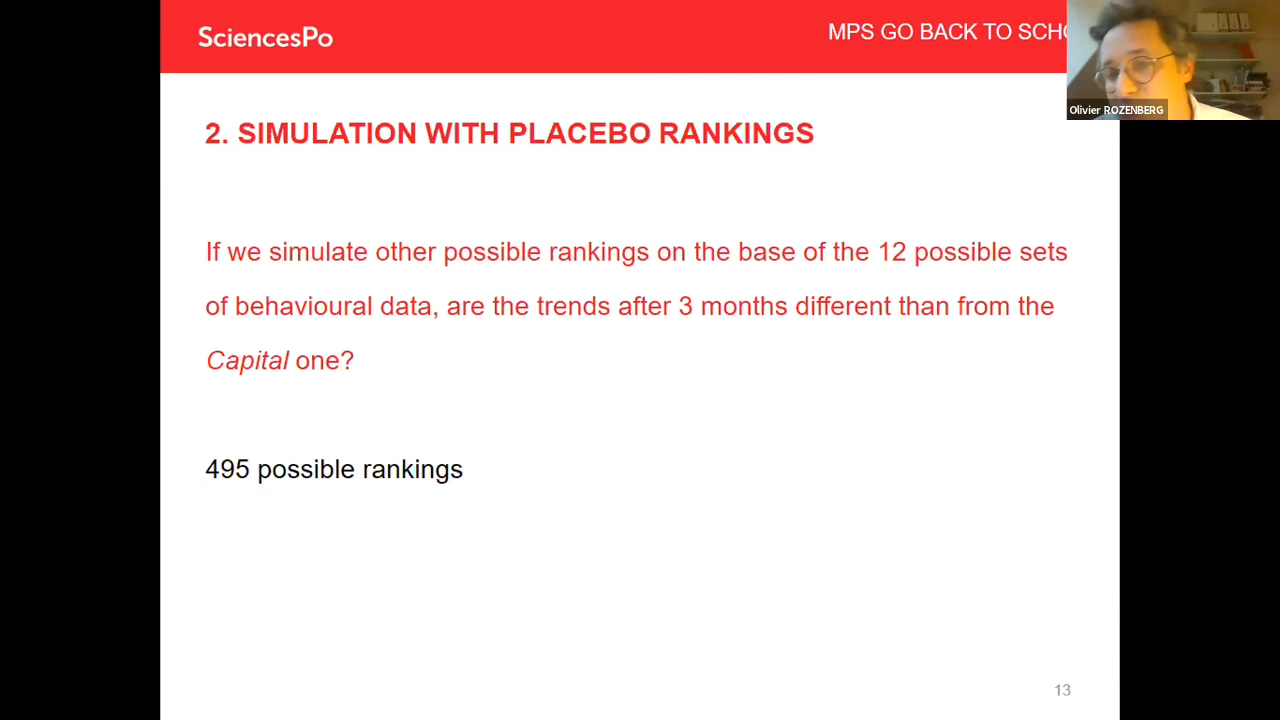 SciencesPo
MPS GO BACK TO
Olivier ROZENBERG
2. SIMULATION WITH PLACEBO RANKINGS
If we simulate other possible rankings on the base of the 12 possible sets
of behavioural data, are the trends after 3 months different than from the
Capital one?
495 possible rankings
13